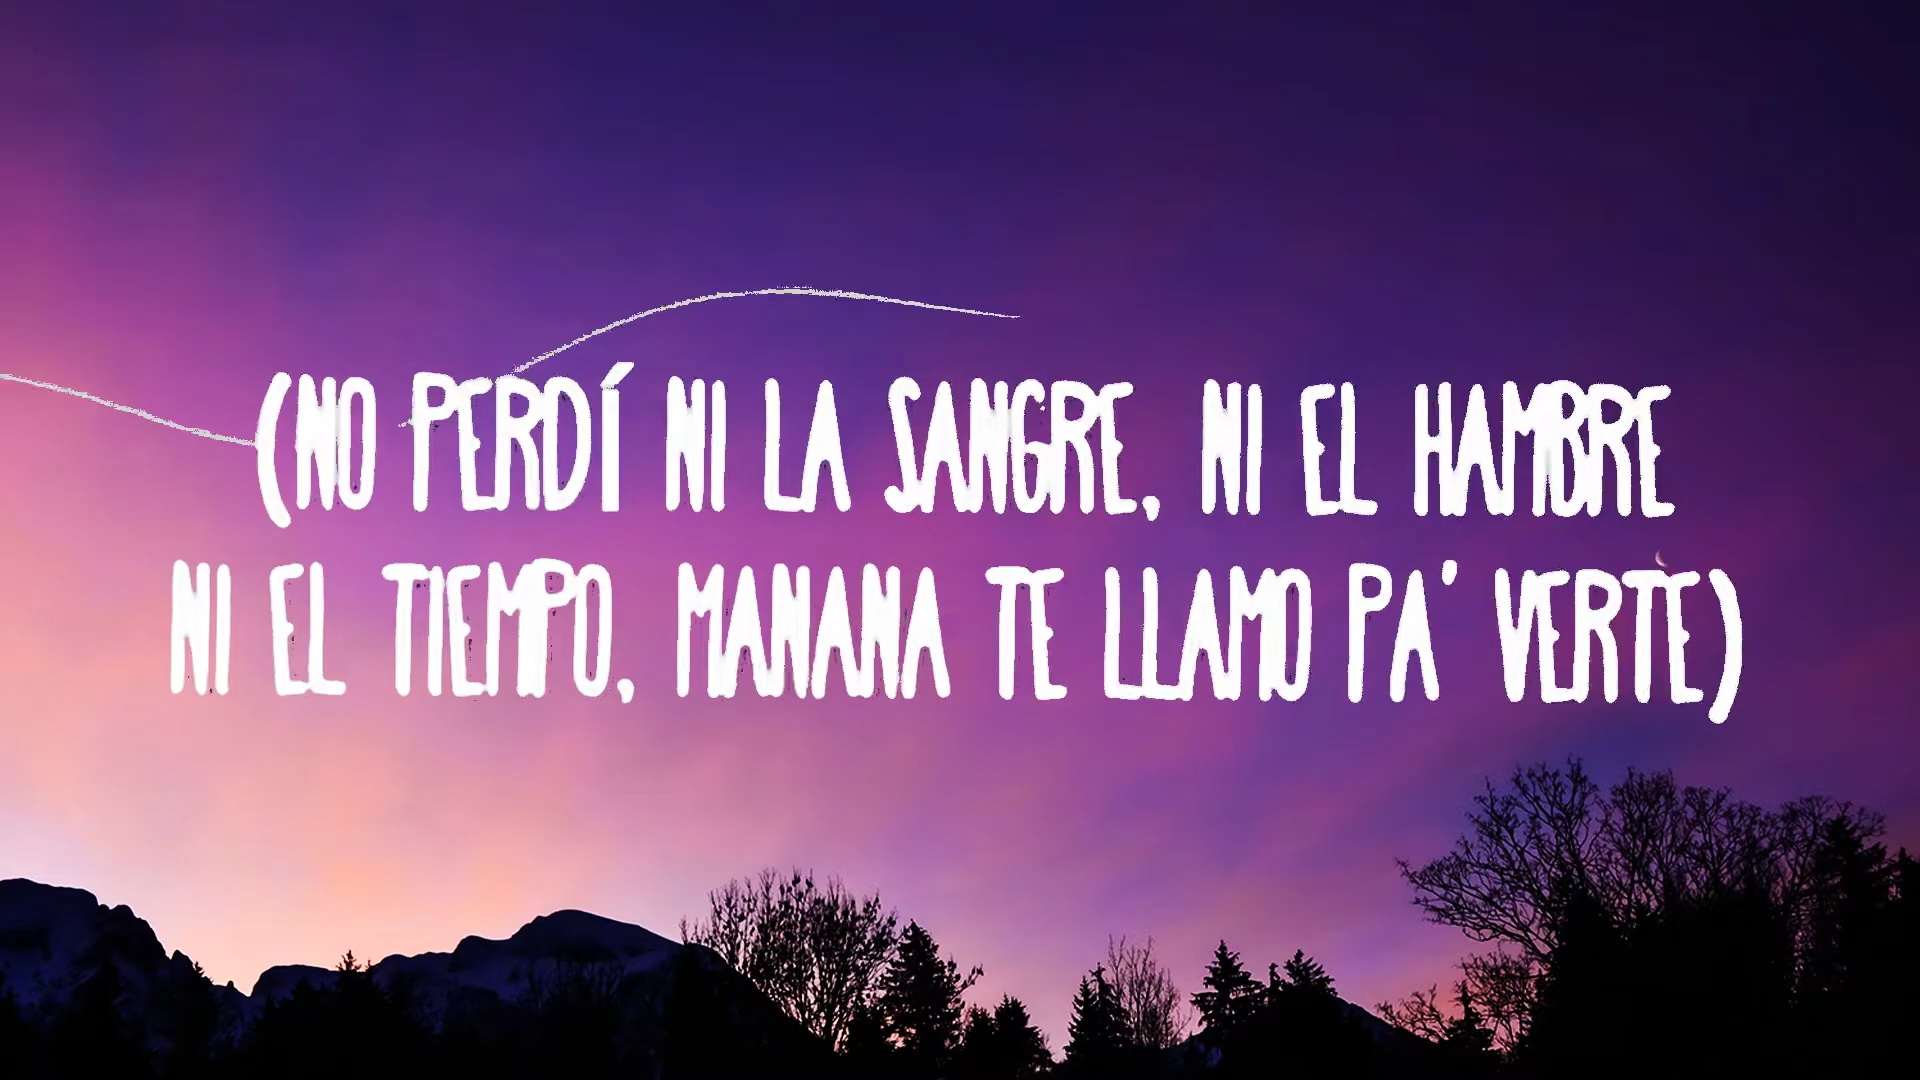 (NO PERDÍ NI LA SANGRE, NI EL HAMBRE
NI EL TIEMPO, MANANA TE LLAMO PA' VERTE)